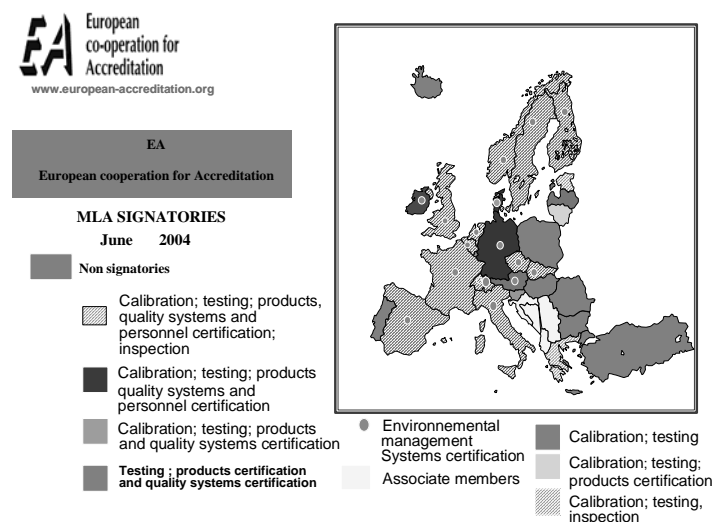 EA
European
co-operation for
Accreditation
www.european-accreditation.org
EA
European cooperation for Accreditation
MLA SIGNATORIES
June 2004
Non signatories
Calibration; testing; products,
quality systems and
personnel certification;
inspection
Calibration; testing; products
quality systems and
personnel certification
Calibration; testing; products
and quality systems certification
Testing ; products certification
and quality systems certification
Environnemental
management
Systems certification
Associate members
Calibration; testing
Calibration; testing;
products certification
Calibration; testing,
inspection